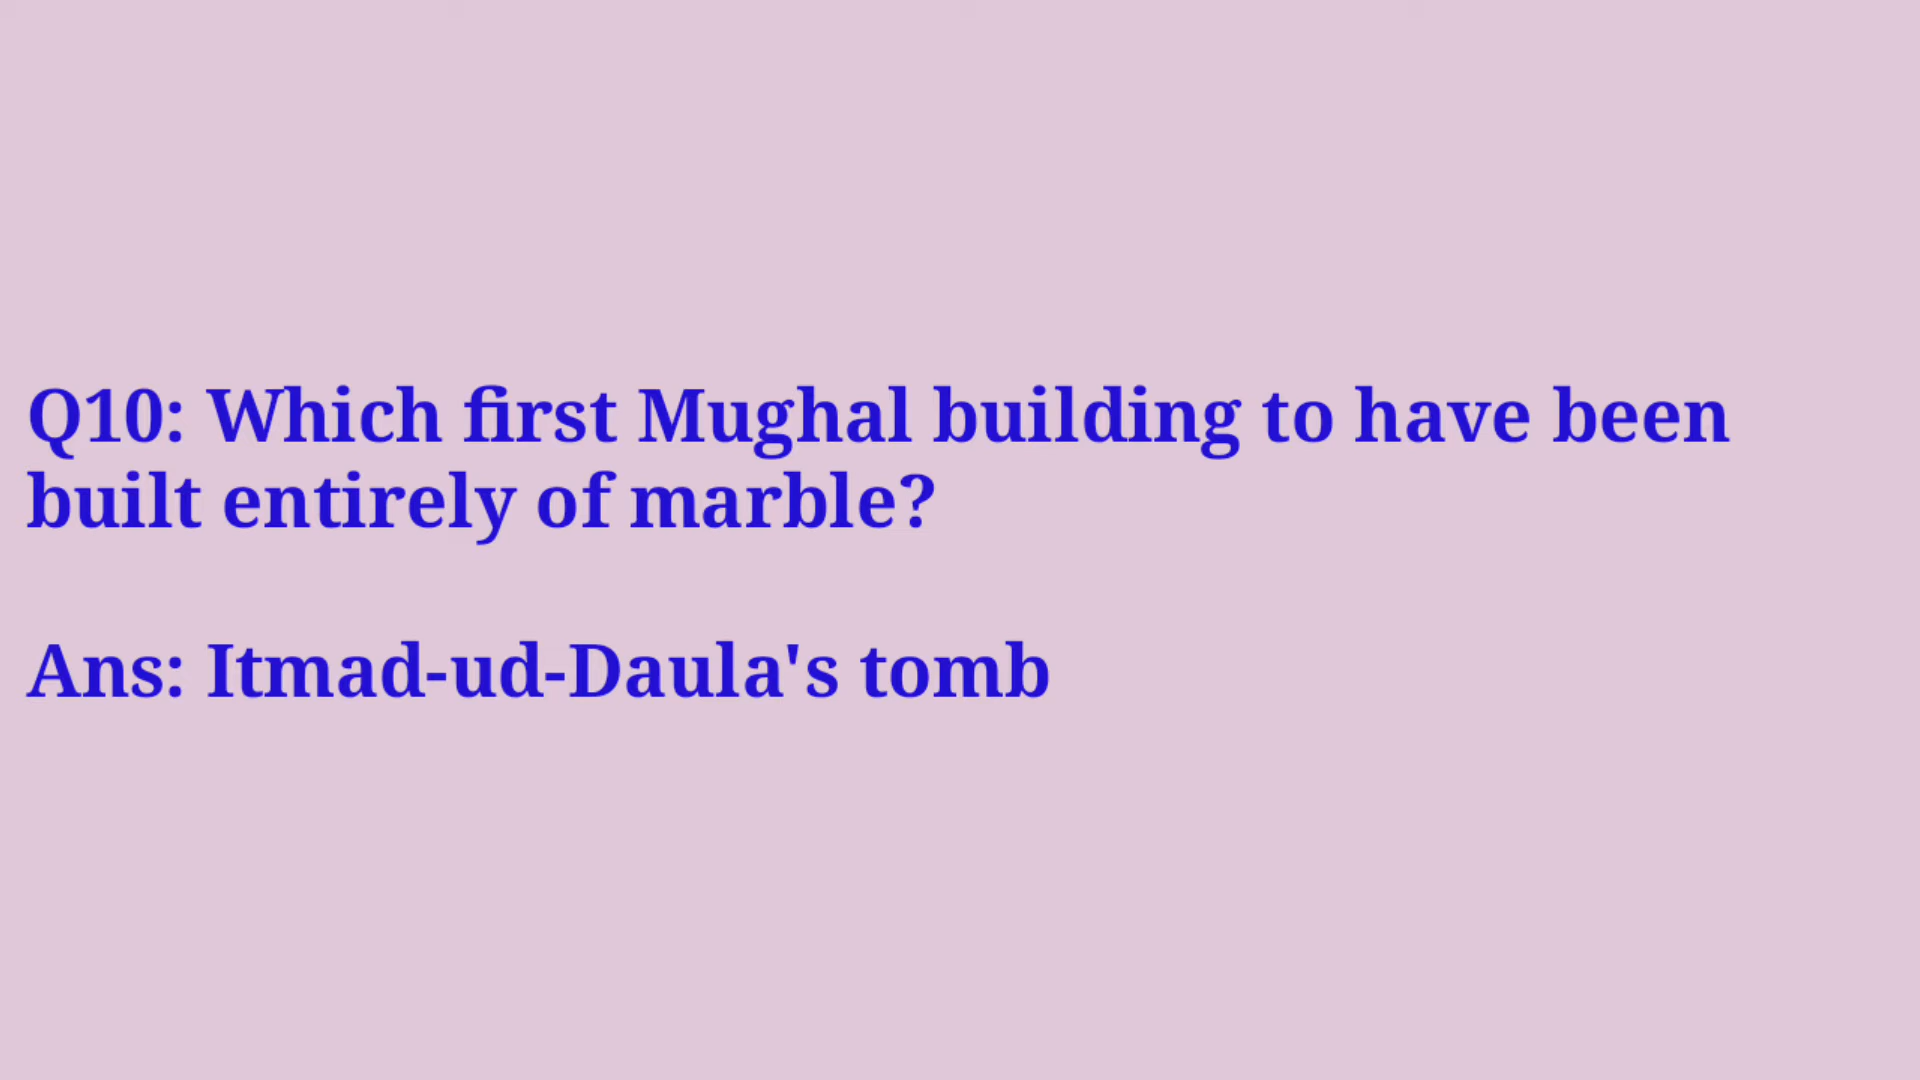 Q10: Which first Mughal building to have been
built entirely of marble?
Ans: Itmad-ud-Daula's tomb